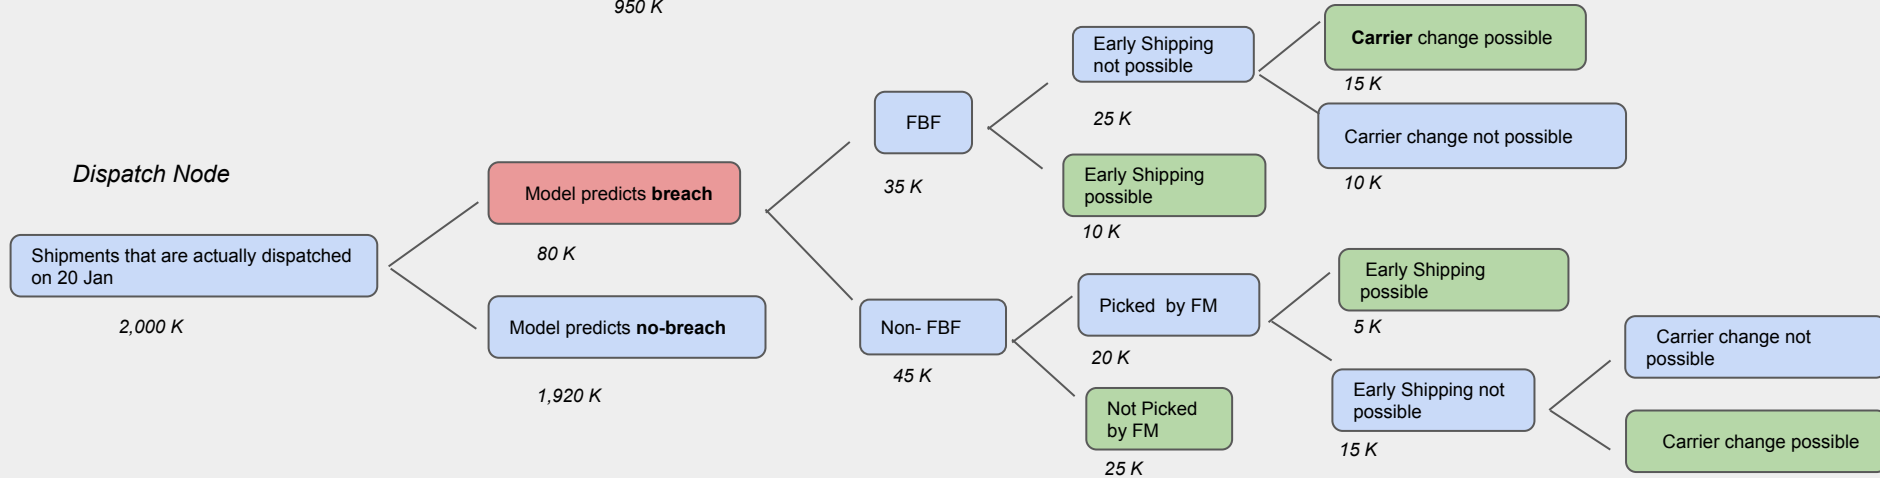 950 K
Early Shipping
not possible
25 K
Carrier change possible
15 K
Carrier change not possible
10 K
FBF
35 K
Early Shipping
possible
10 K
Dispatch Node
Model predicts breach
80 K
Shipments that are actually dispatched
on 20 Jan
2,000 K
Model predicts no-breach
1,920 K
Non- FBF
45 K
Picked by FM
20 K
Not Picked
by FM
25 K
Early Shipping
possible
5 K
Early Shipping not
possible
15 K
Carrier change not
possible
Carrier change possible